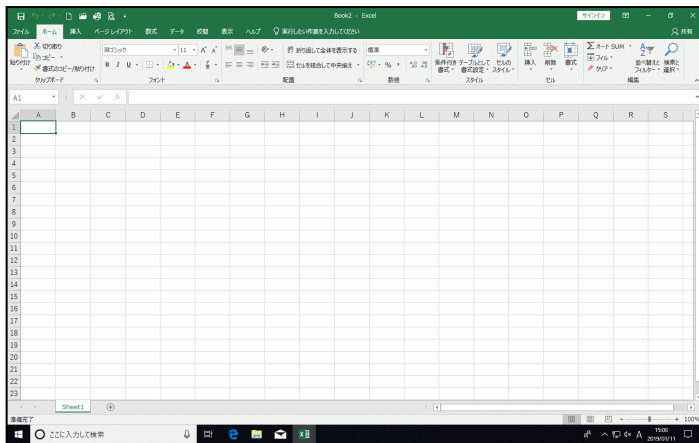 Book2 - Excel
サインイン
ファイル ホーム 挿入 ページ レイアウト 数式 データ 校閲 表示 ヘルプ 実行したい作業を入力してください 共有
切り取り
コピー
書式のコピー/貼り付け
貼り付け
クリップボード
游ゴシック 11 A A
B I U A
フォント
折り返して全体を表示する
セルを結合して中央揃え
配置
標準
% ,
数値
条件付き書式 テーブルとして書式設定 セルのスタイル
スタイル
挿入 削除 書式
セル
Σ オート SUM
フィル
クリア
並べ替えと フィルター 検索と選択
編集
A1 fx
A B C D E F G H I J K L M N O P Q R S
1
2
3
4
5
6
7
8
9
10
11
12
13
14
15
16
17
18
19
20
21
22
23
Sheet1
準備完了
100%
ここに入力して検索
A
15:00
2019/01/11